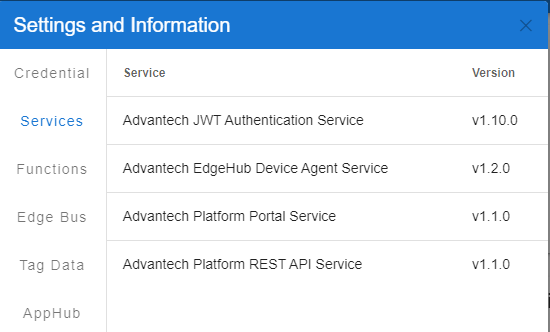 Settings and Information
Credential
Services
Functions
Edge Bus
Tag Data
AppHub
Service Version
Advantech JWT Authentication Service v1.10.0
Advantech EdgeHub Device Agent Service v1.2.0
Advantech Platform Portal Service v1.1.0
Advantech Platform REST API Service v1.1.0